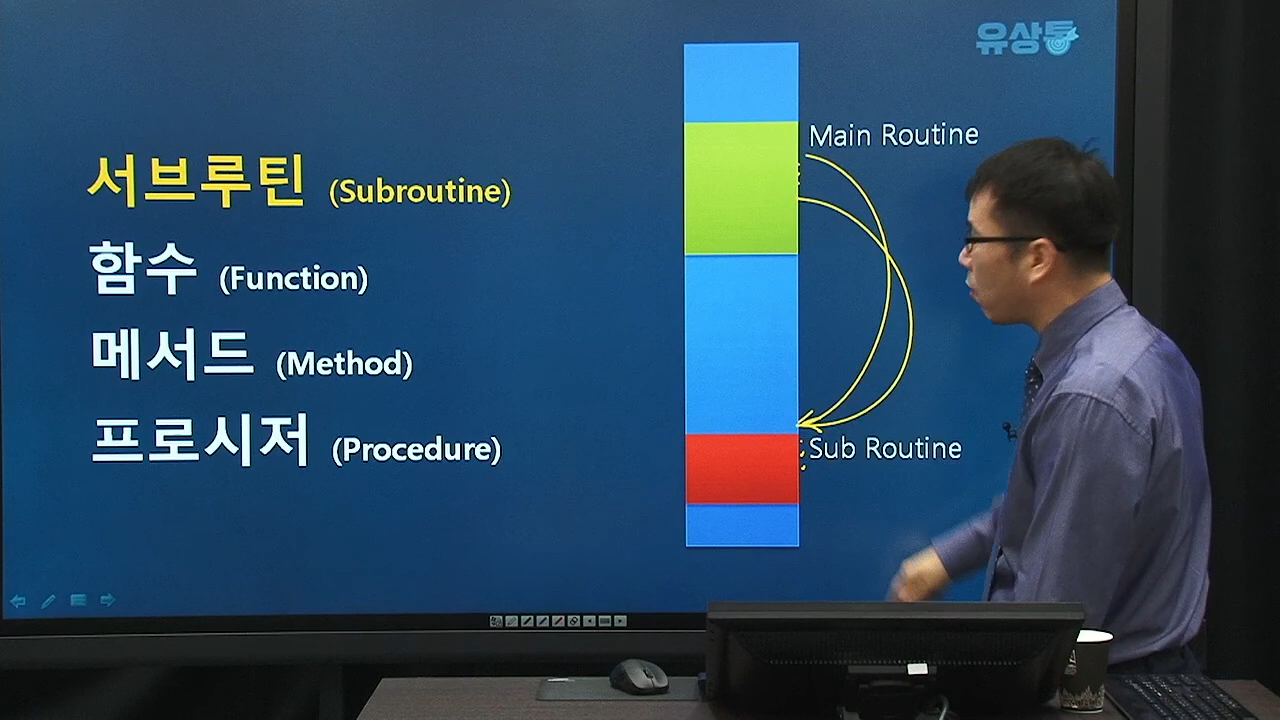 유상통
Main Routine
서브루틴 (Subroutine)
함수 (Function)
메서드 (Method)
프로시저 (Procedure)
Sub Routine